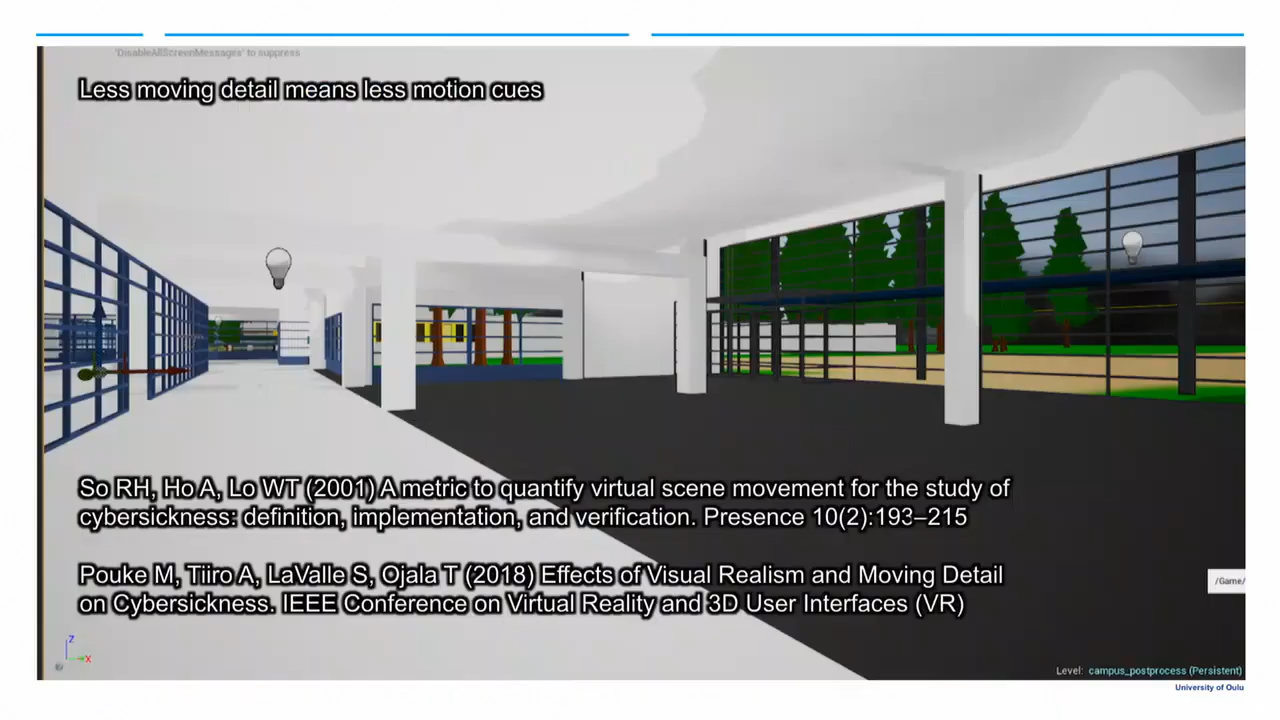 'DisableAllScreenMessages' to suppress
Less moving detail means less motion cues
So RH, Ho A, Lo WT (2001) A metric to quantify virtual scene movement for the study of
cybersickness: definition, implementation, and verification. Presence 10(2):193–215
Pouke M, Tiiro A, LaValle S, Ojala T (2018) Effects of Visual Realism and Moving Detail
on Cybersickness. IEEE Conference on Virtual Reality and 3D User Interfaces (VR)
/Game/
Z
X
Level: campus_postprocess (Persistent)
University of Oulu